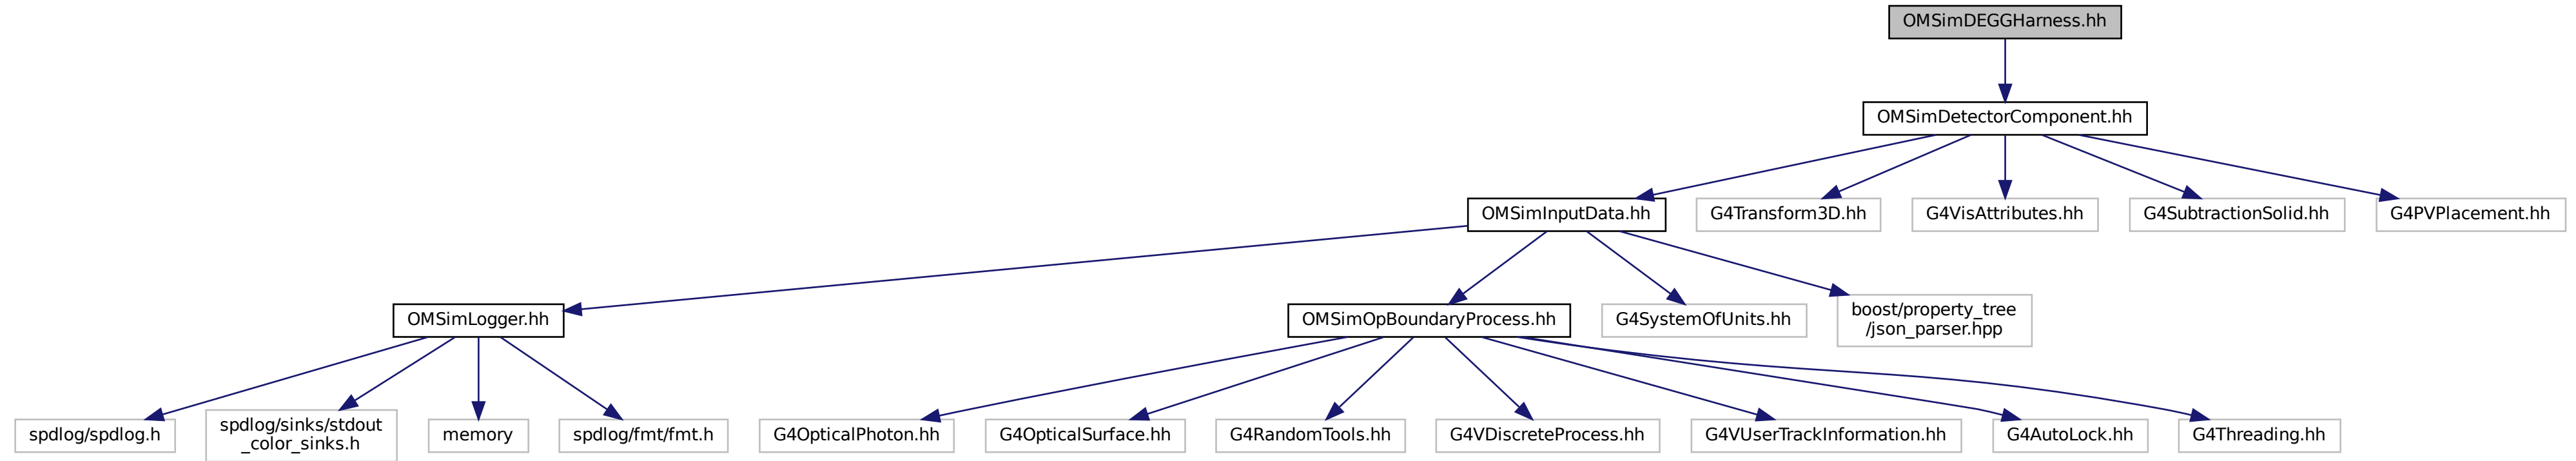 OMSimDEGGHarness.hh
OMSimDetectorComponent.hh
OMSimInputData.hh
G4Transform3D.hh
G4VisAttributes.hh
G4SubtractionSolid.hh
G4PVPlacement.hh
OMSimLogger.hh
OMSimOpBoundaryProcess.hh
G4SystemOfUnits.hh
boost/property_tree
/json_parser.hpp
spdlog/spdlog.h
spdlog/sinks/stdout
_color_sinks.h
memory
spdlog/fmt/fmt.h
G4OpticalPhoton.hh
G4OpticalSurface.hh
G4RandomTools.hh
G4VDiscreteProcess.hh
G4VUserTrackInformation.hh
G4AutoLock.hh
G4Threading.hh